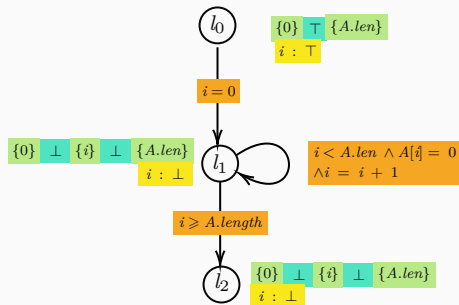 l₀
{0} ⊤ {A.len}
i : ⊤
i = 0
{0} ⊥ {i} ⊥ {A.len}
i : ⊥
l₁
i < A.len ∧ A[i] = 0
∧i = i + 1
i ⩾ A.length
l₂
{0} ⊥ {i} ⊥ {A.len}
i : ⊥